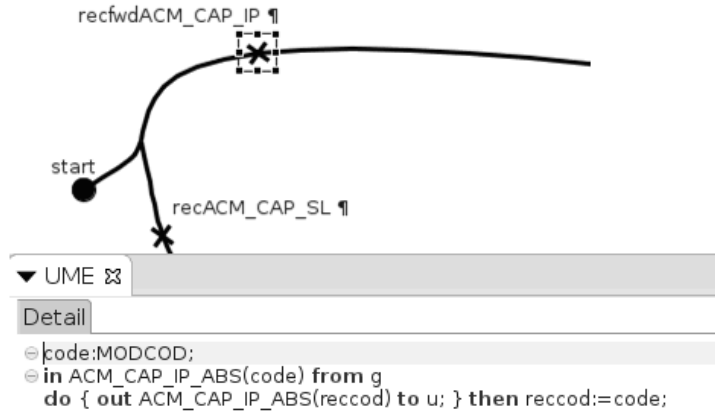 recfwdACM_CAP_IP ¶
start
recACM_CAP_SL ¶
UME
Detail
code:MODCOD;
in ACM_CAP_IP_ABS(code) from g
do { out ACM_CAP_IP_ABS(reccod) to u; } then reccod:=code;